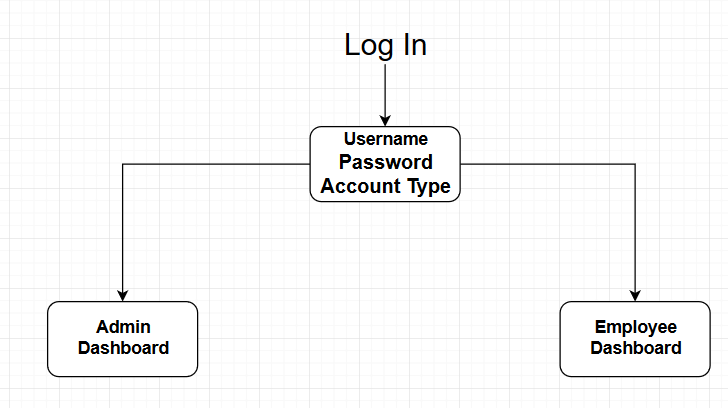 Log In
Username
Password
Account Type
Admin
Dashboard
Employee
Dashboard